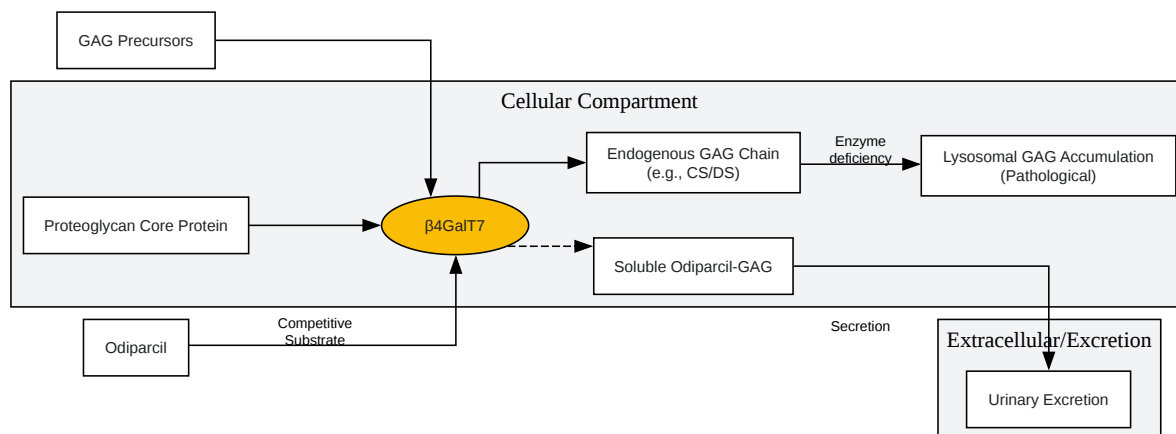 GAG Precursors
Cellular Compartment
Endogenous GAG Chain
(e.g., CS/DS)
Enzyme
deficiency
Lysosomal GAG Accumulation
(Pathological)
Proteoglycan Core Protein
β4GalT7
Soluble Odiparcil-GAG
Odiparcil
Competitive
Substrate
Secretion
Extracellular/Excretion
Urinary Excretion